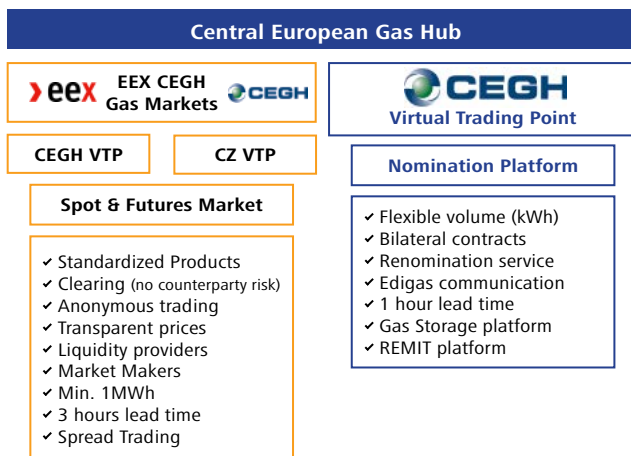 Central European Gas Hub
eex
EEX CEGH
Gas Markets
CEGH
CEGH VTP
CZ VTP
Spot & Futures Market
✓ Standardized Products
✓ Clearing (no counterparty risk)
✓ Anonymous trading
✓ Transparent prices
✓ Liquidity providers
✓ Market Makers
✓ Min. 1MWh
✓ 3 hours lead time
✓ Spread Trading
CEGH
Virtual Trading Point
Nomination Platform
✓ Flexible volume (kWh)
✓ Bilateral contracts
✓ Renomination service
✓ Edigas communication
✓ 1 hour lead time
✓ Gas Storage platform
✓ REMIT platform